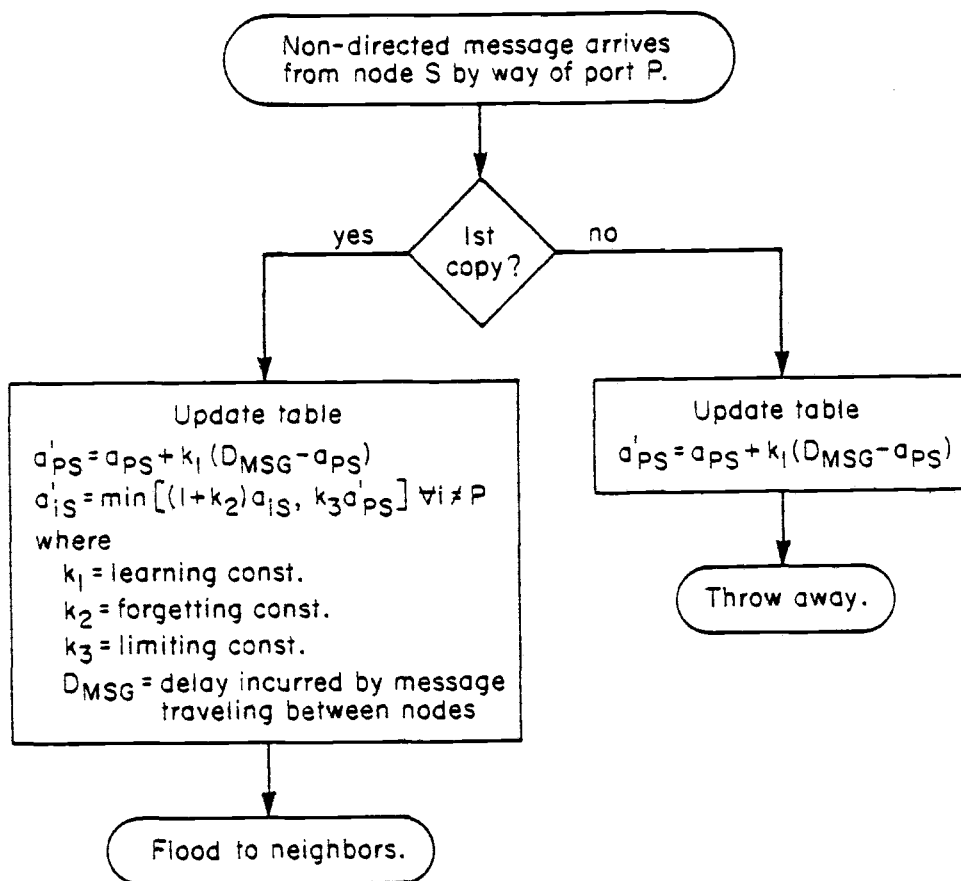 Non-directed message arrives
from node S by way of port P.
1st
copy?
yes
no
Update table
a'PS = aPS + k1 (DMSG - aPS)
a'iS = min [(1+k2) aiS, k3 a'PS] ∀i ≠ P
where
k1 = learning const.
k2 = forgetting const.
k3 = limiting const.
DMSG = delay incurred by message
traveling between nodes
Flood to neighbors.
Update table
a'PS = aPS + k1 (DMSG - aPS)
Throw away.